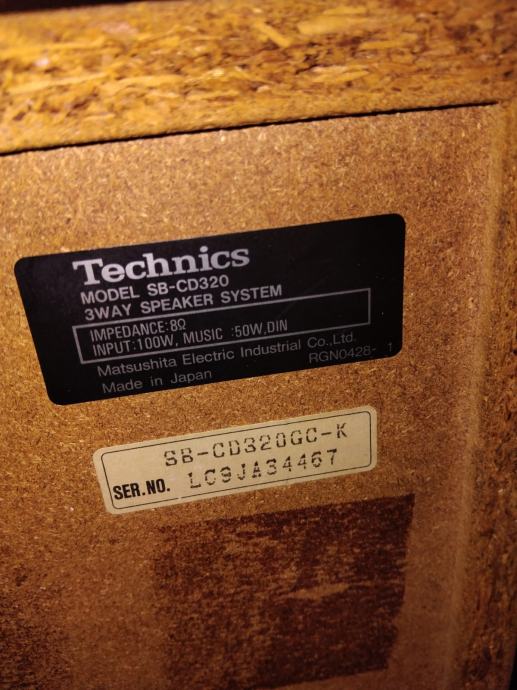 Technics
MODEL SB-CD320
3WAY SPEAKER SYSTEM
IMPEDANCE:8Ω
INPUT:100W, MUSIC :50W,DIN
Matsushita Electric Industrial Co.,Ltd.
RGN0428- 1
Made in Japan
SB-CD320GC-K
SER.NO. LC9JA34467